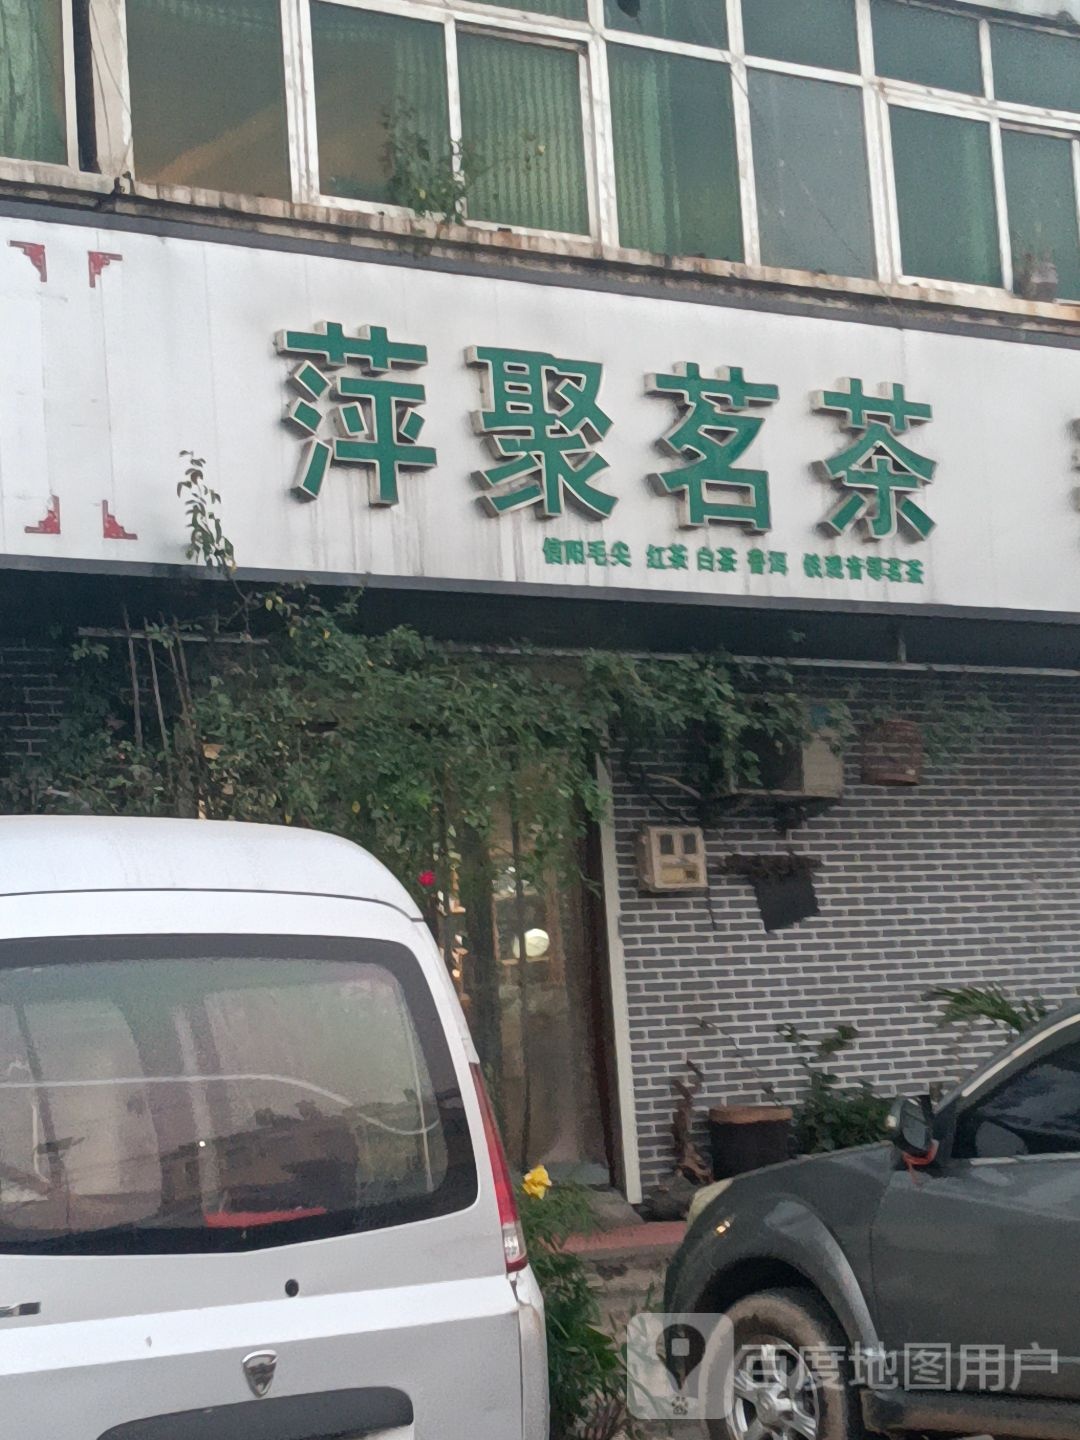 萍聚茗茶
信阳毛尖 红茶 白茶 普洱 铁观音等茗茶
百度地图用户